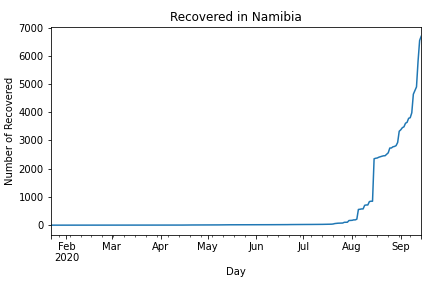 Recovered in Namibia
Number of Recovered
7000
6000
5000
4000
3000
2000
1000
0
Feb Mar Apr May Jun Jul Aug Sep
2020
Day